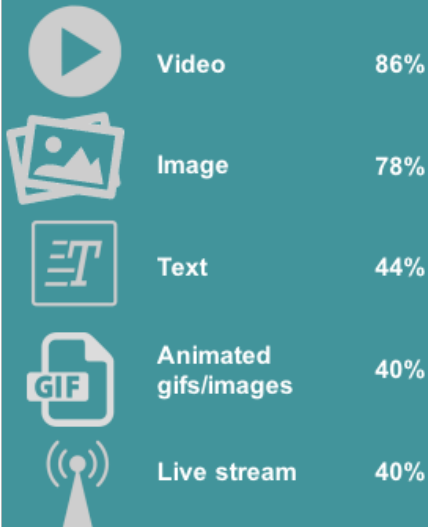 Video 86%
Image 78%
T
Text 44%
GIF
Animated
gifs/images 40%
Live stream 40%